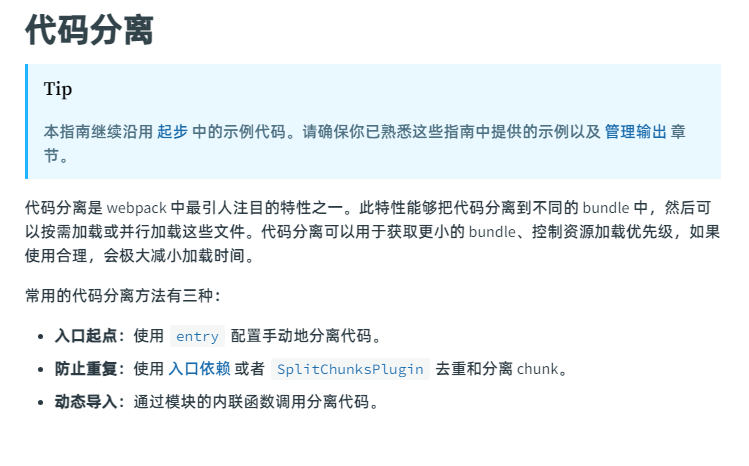 代码分离
Tip
本指南继续沿用 起步 中的示例代码。请确保你已熟悉这些指南中提供的示例以及 管理输出 章
节。
代码分离是 webpack 中最引人注目的特性之一。此特性能够把代码分离到不同的 bundle 中，然后可
以按需加载或并行加载这些文件。代码分离可以用于获取更小的 bundle、控制资源加载优先级，如果
使用合理，会极大减小加载时间。
常用的代码分离方法有三种：
• 入口起点：使用 entry 配置手动地分离代码。
• 防止重复：使用 入口依赖 或者 SplitChunksPlugin 去重和分离 chunk。
• 动态导入：通过模块的内联函数调用分离代码。